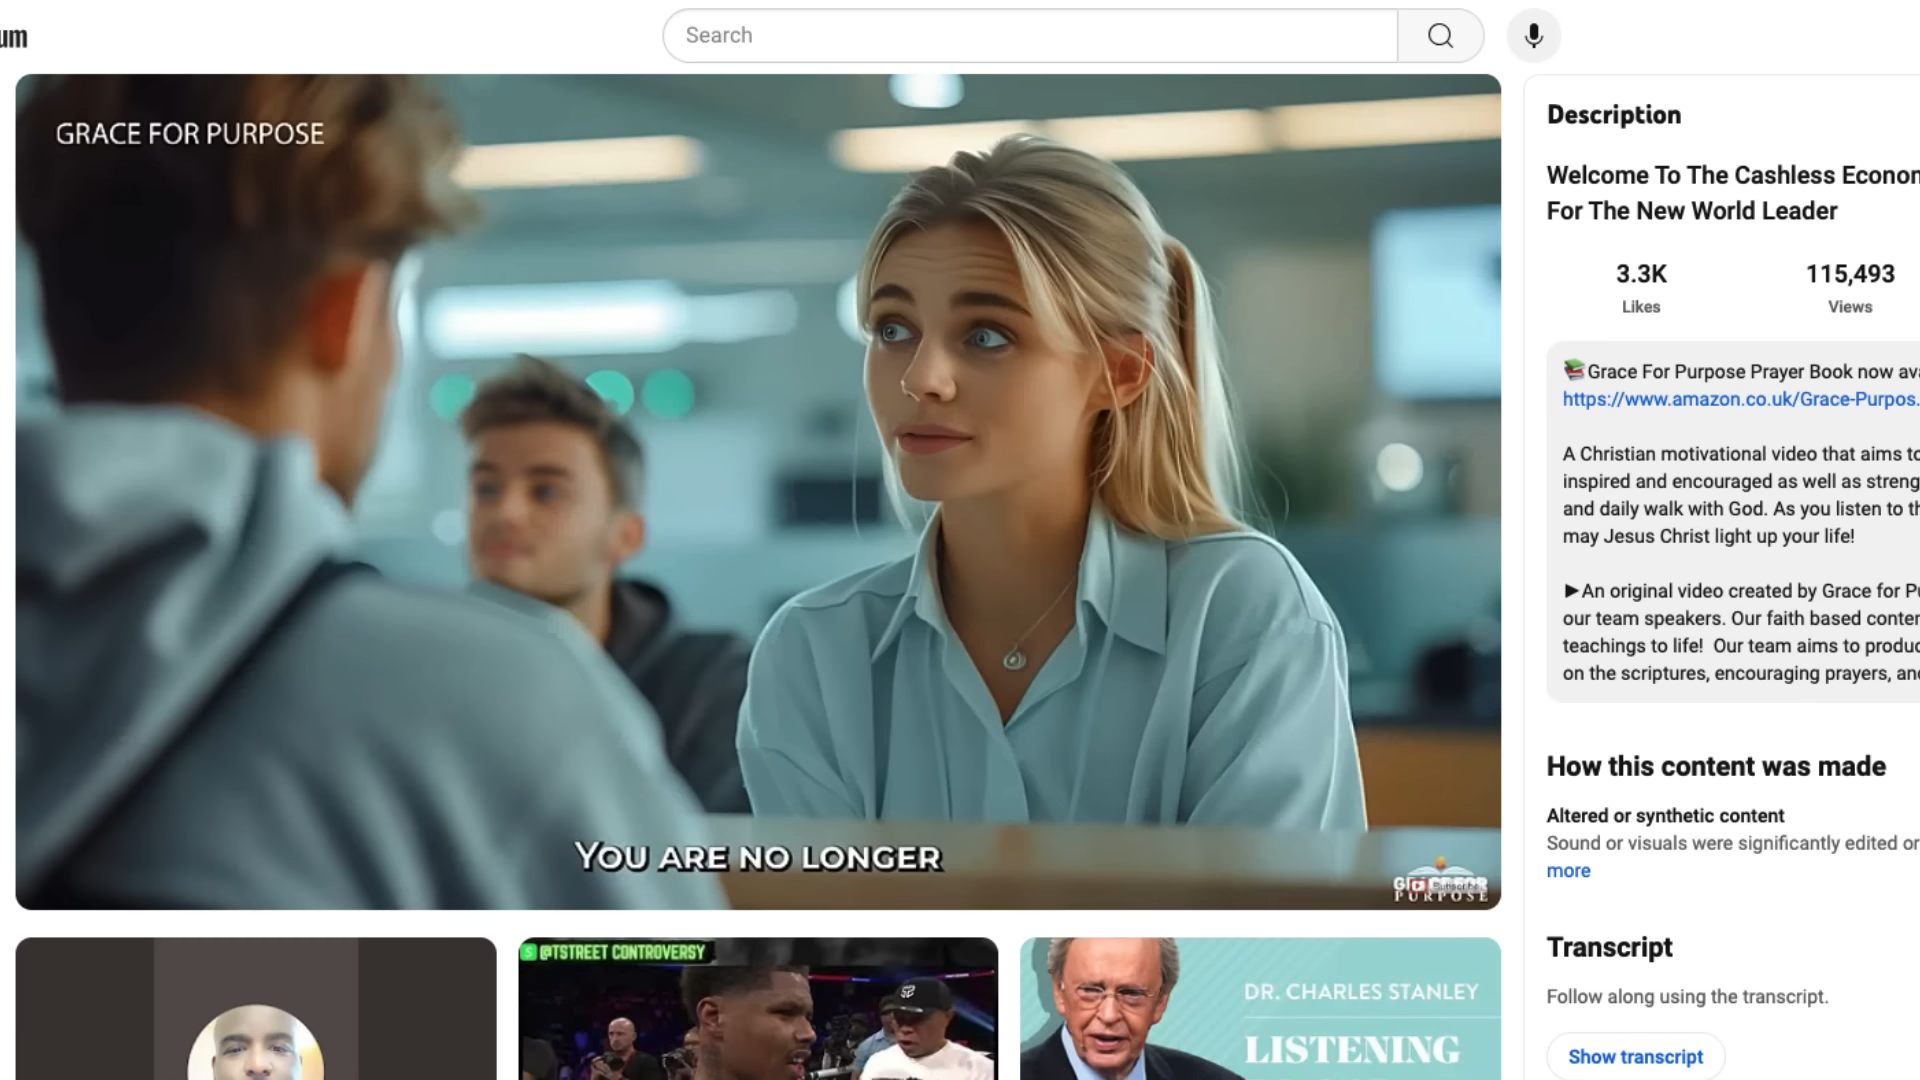 um
Search
GRACE FOR PURPOSE
YOU ARE NO LONGER
PURPOSE
Subscribe
Description
Welcome To The Cashless Econom
For The New World Leader
3.3K
Likes
115,493
Views
Grace For Purpose Prayer Book now ava
https://www.amazon.co.uk/Grace-Purpos.
A Christian motivational video that aims to
inspired and encouraged as well as streng
and daily walk with God. As you listen to th
may Jesus Christ light up your life!
▶An original video created by Grace for Pu
our team speakers. Our faith based conten
teachings to life! Our team aims to produc
on the scriptures, encouraging prayers, and
How this content was made
Altered or synthetic content
Sound or visuals were significantly edited or
more
Transcript
Follow along using the transcript.
Show transcript
@TSTREET CONTROVERSY
DR. CHARLES STANLEY
LISTENING